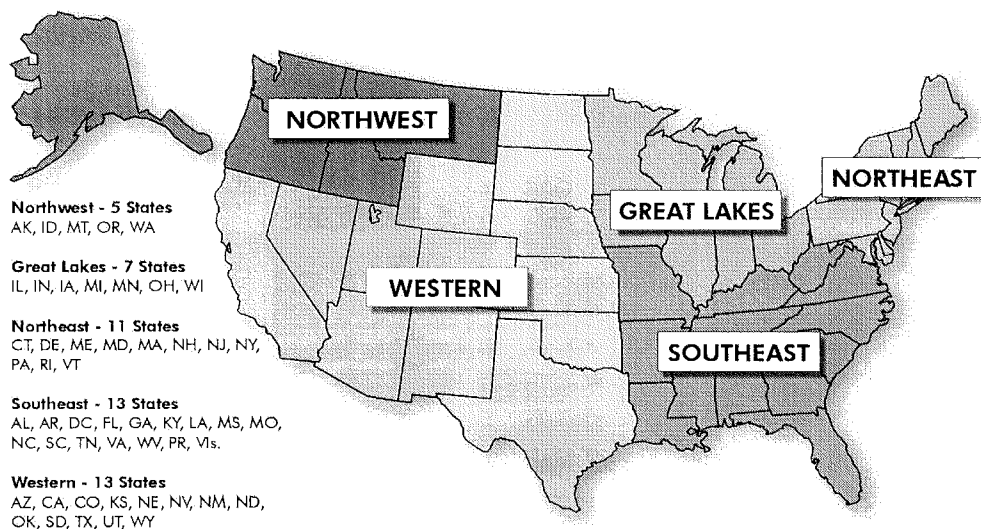 NORTHWEST
NORTHEAST
GREAT LAKES
WESTERN
SOUTHEAST
Northwest - 5 States
AK, ID, MT, OR, WA
Great Lakes - 7 States
IL, IN, IA, MI, MN, OH, WI
Northeast - 11 States
CT, DE, ME, MD, MA, NH, NJ, NY,
PA, RI, VT
Southeast - 13 States
AL, AR, DC, FL, GA, KY, LA, MS, MO,
NC, SC, TN, VA, WV, PR, VIs.
Western - 13 States
AZ, CA, CO, KS, NE, NV, NM, ND,
OK, SD, TX, UT, WY